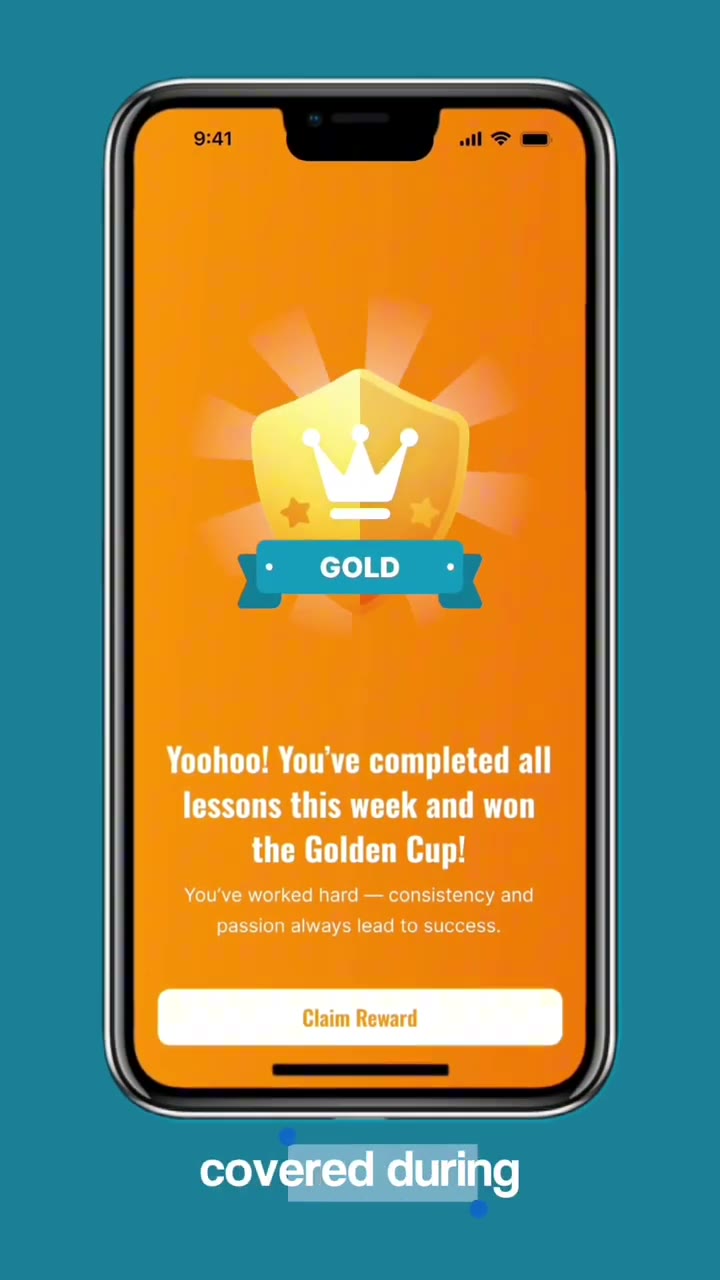 9:41
GOLD
Yoohoo! You’ve completed all
lessons this week and won
the Golden Cup!
You’ve worked hard — consistency and
passion always lead to success.
Claim Reward
covered during